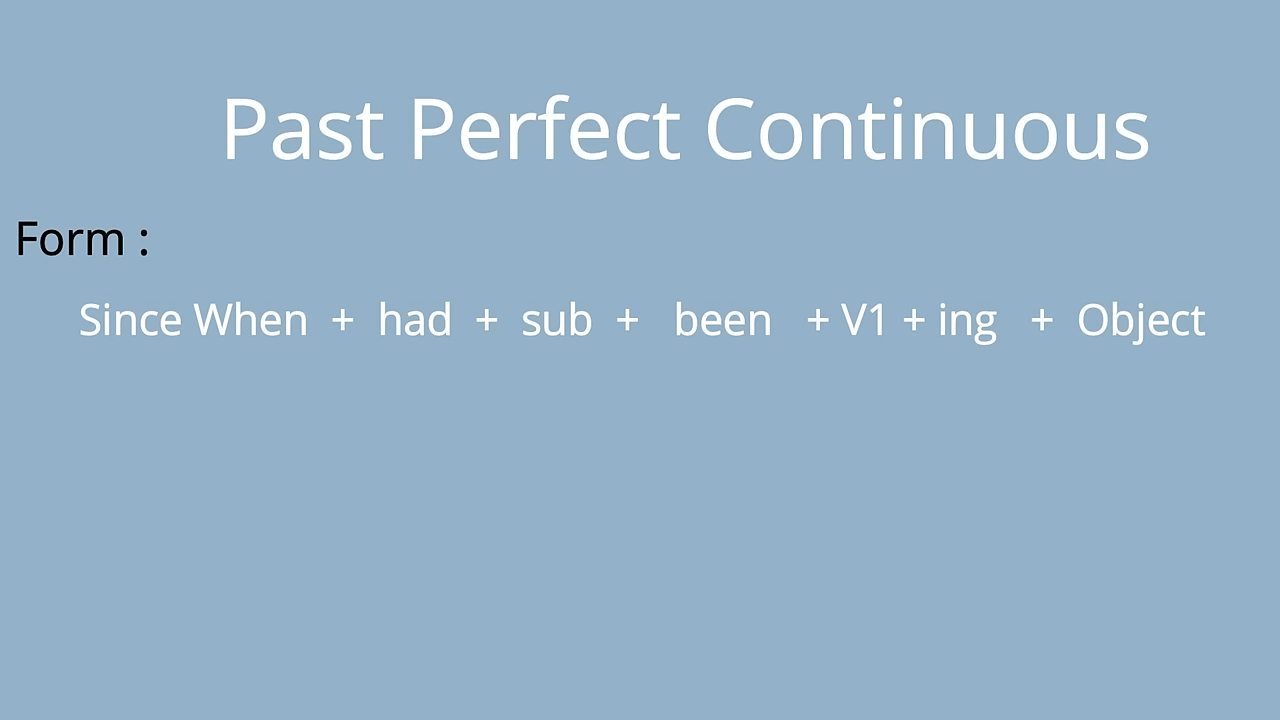 Past Perfect Continuous
Form :
Since When + had + sub + been + V1 + ing + Object